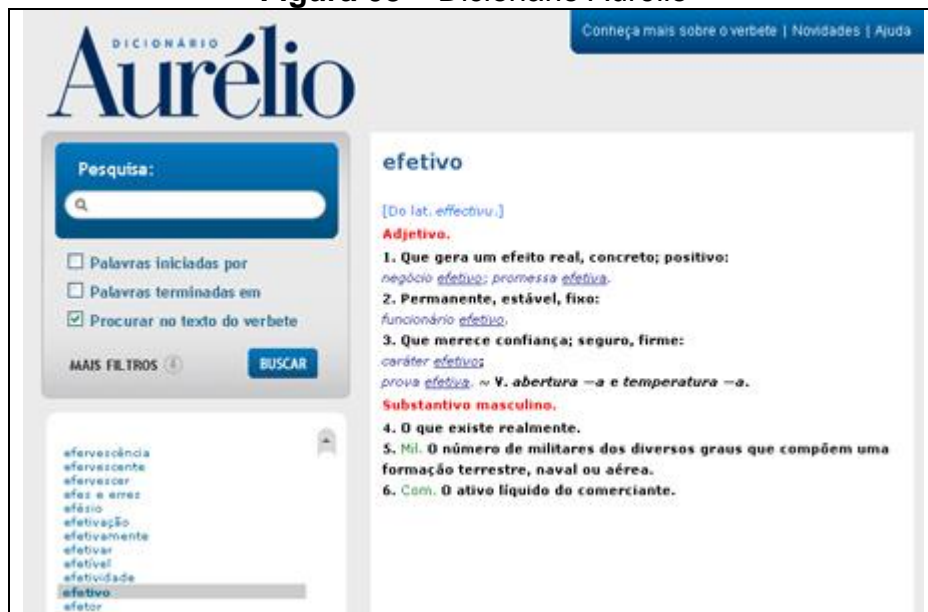 Figura 08 – Dicionário Aurélio
DICIONÁRIO
Aurélio
Conheça mais sobre o verbete | Novidades | Ajuda
Pesquisa:
Palavras iniciadas por
Palavras terminadas em
Procurar no texto do verbete
MAIS FILTROS
BUSCAR
efervescência
efervescente
efervescer
efes e erres
efésio
efetivação
efetivamente
efetivar
efetível
efetividade
efetivo
efetor
efetivo
[Do lat. effectivu.]
Adjetivo.
1. Que gera um efeito real, concreto; positivo:
negócio efetivo; promessa efetiva.
2. Permanente, estável, fixo:
funcionário efetivo.
3. Que merece confiança; seguro, firme:
caráter efetivo;
prova efetiva. ~ V. abertura —a e temperatura —a.
Substantivo masculino.
4. O que existe realmente.
5. Mil. O número de militares dos diversos graus que compõem uma
formação terrestre, naval ou aérea.
6. Com. O ativo líquido do comerciante.